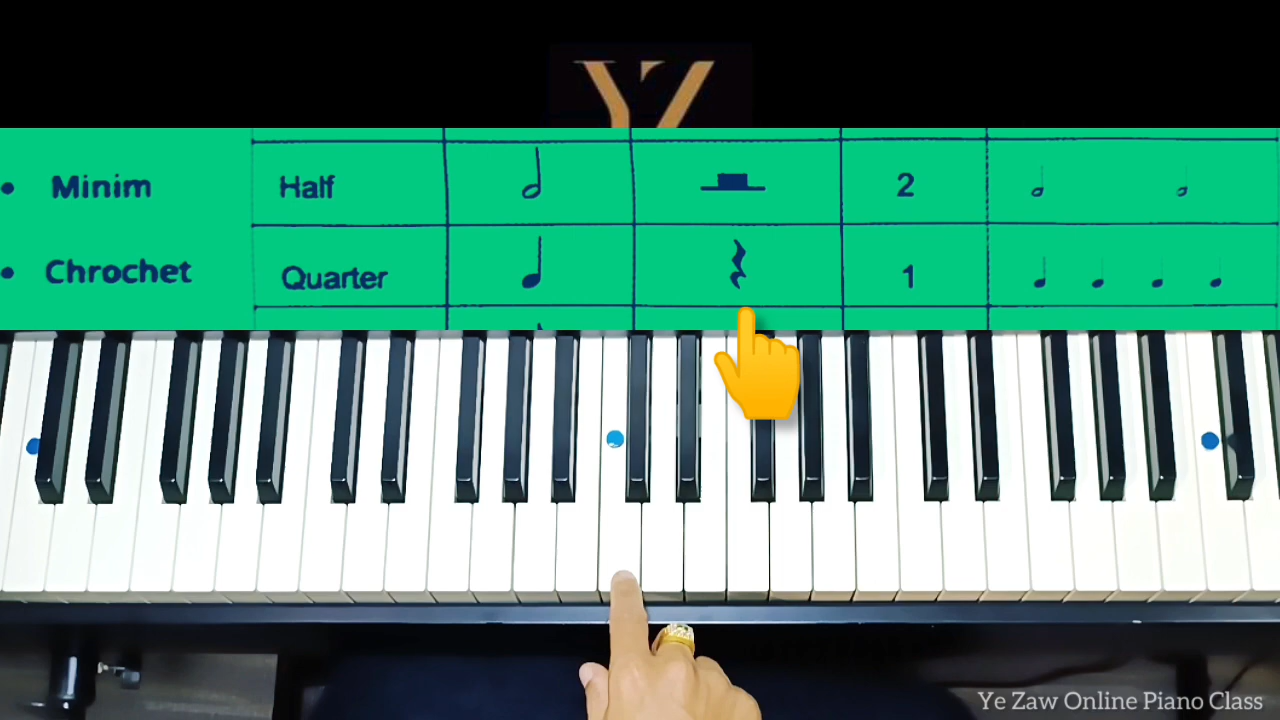 YZ
Minim Half 2
Chrochet Quarter 1
Ye Zaw Online Piano Class